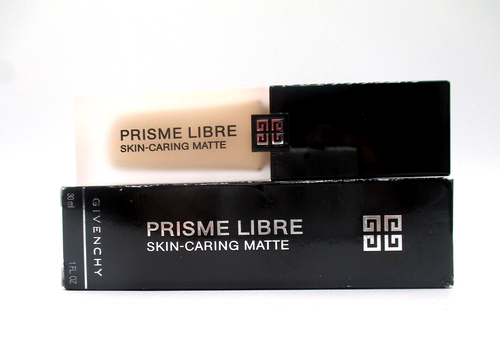 PRISME LIBRE
SKIN-CARING MATTE
30 ml
1 FL. OZ
GIVENCHY
PRISME LIBRE
SKIN-CARING MATTE